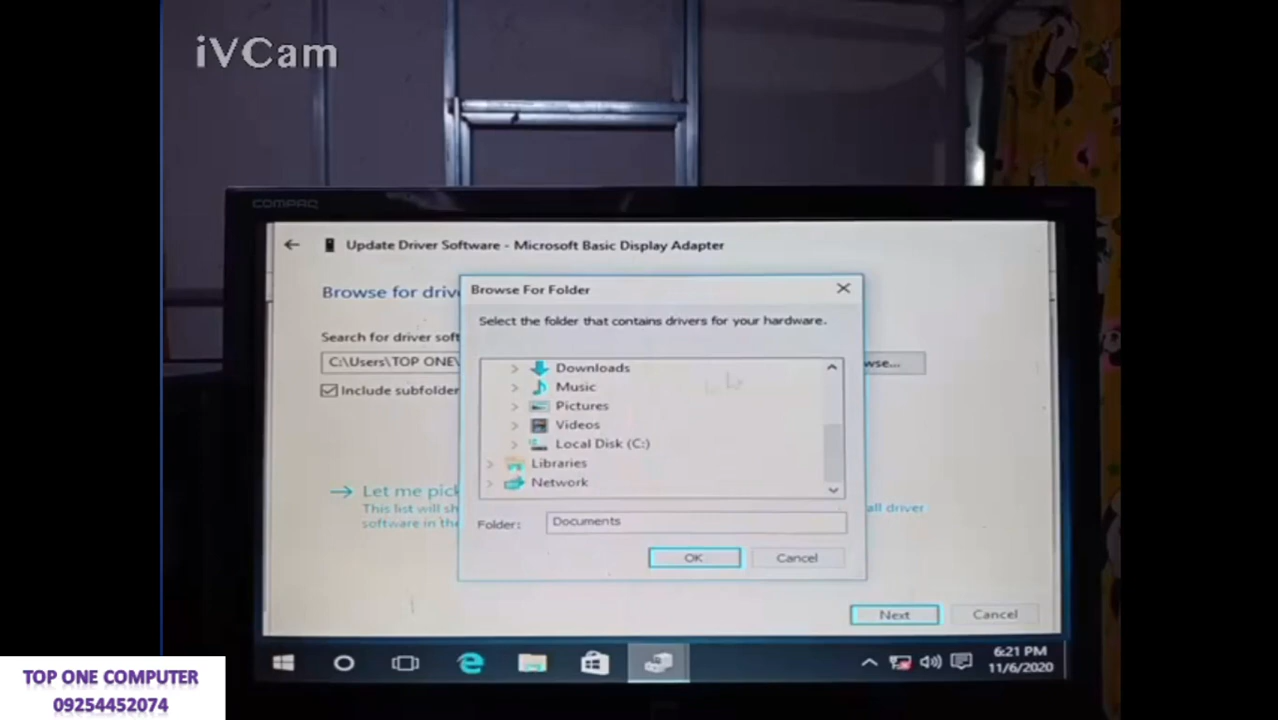 iVCam
COMPAQ
Update Driver Software - Microsoft Basic Display Adapter
Browse for driv
Browse For Folder
Select the folder that contains drivers for your hardware.
Search for driver soft
C:\Users\TOP ONE\
wse...
Include subfolder
Downloads
Music
Pictures
Videos
Local Disk (C:)
Libraries
Network
Let me pick
This list will sh
all driver
software in the
Folder: Documents
OK Cancel
Next Cancel
6:21 PM
11/6/2020
TOP ONE COMPUTER
09254452074